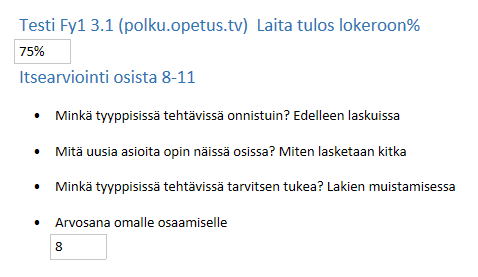 Testi Fy1 3.1 (polku.opetus.tv)  Laita tulos lokeroon%
75%
Itsearviointi osista 8-11
• Minkä tyyppisissä tehtävissä onnistuin? Edelleen laskuissa
• Mitä uusia asioita opin näissä osissa? Miten lasketaan kitka
• Minkä tyyppisissä tehtävissä tarvitsen tukea? Lakien muistamisessa
• Arvosana omalle osaamiselle
8